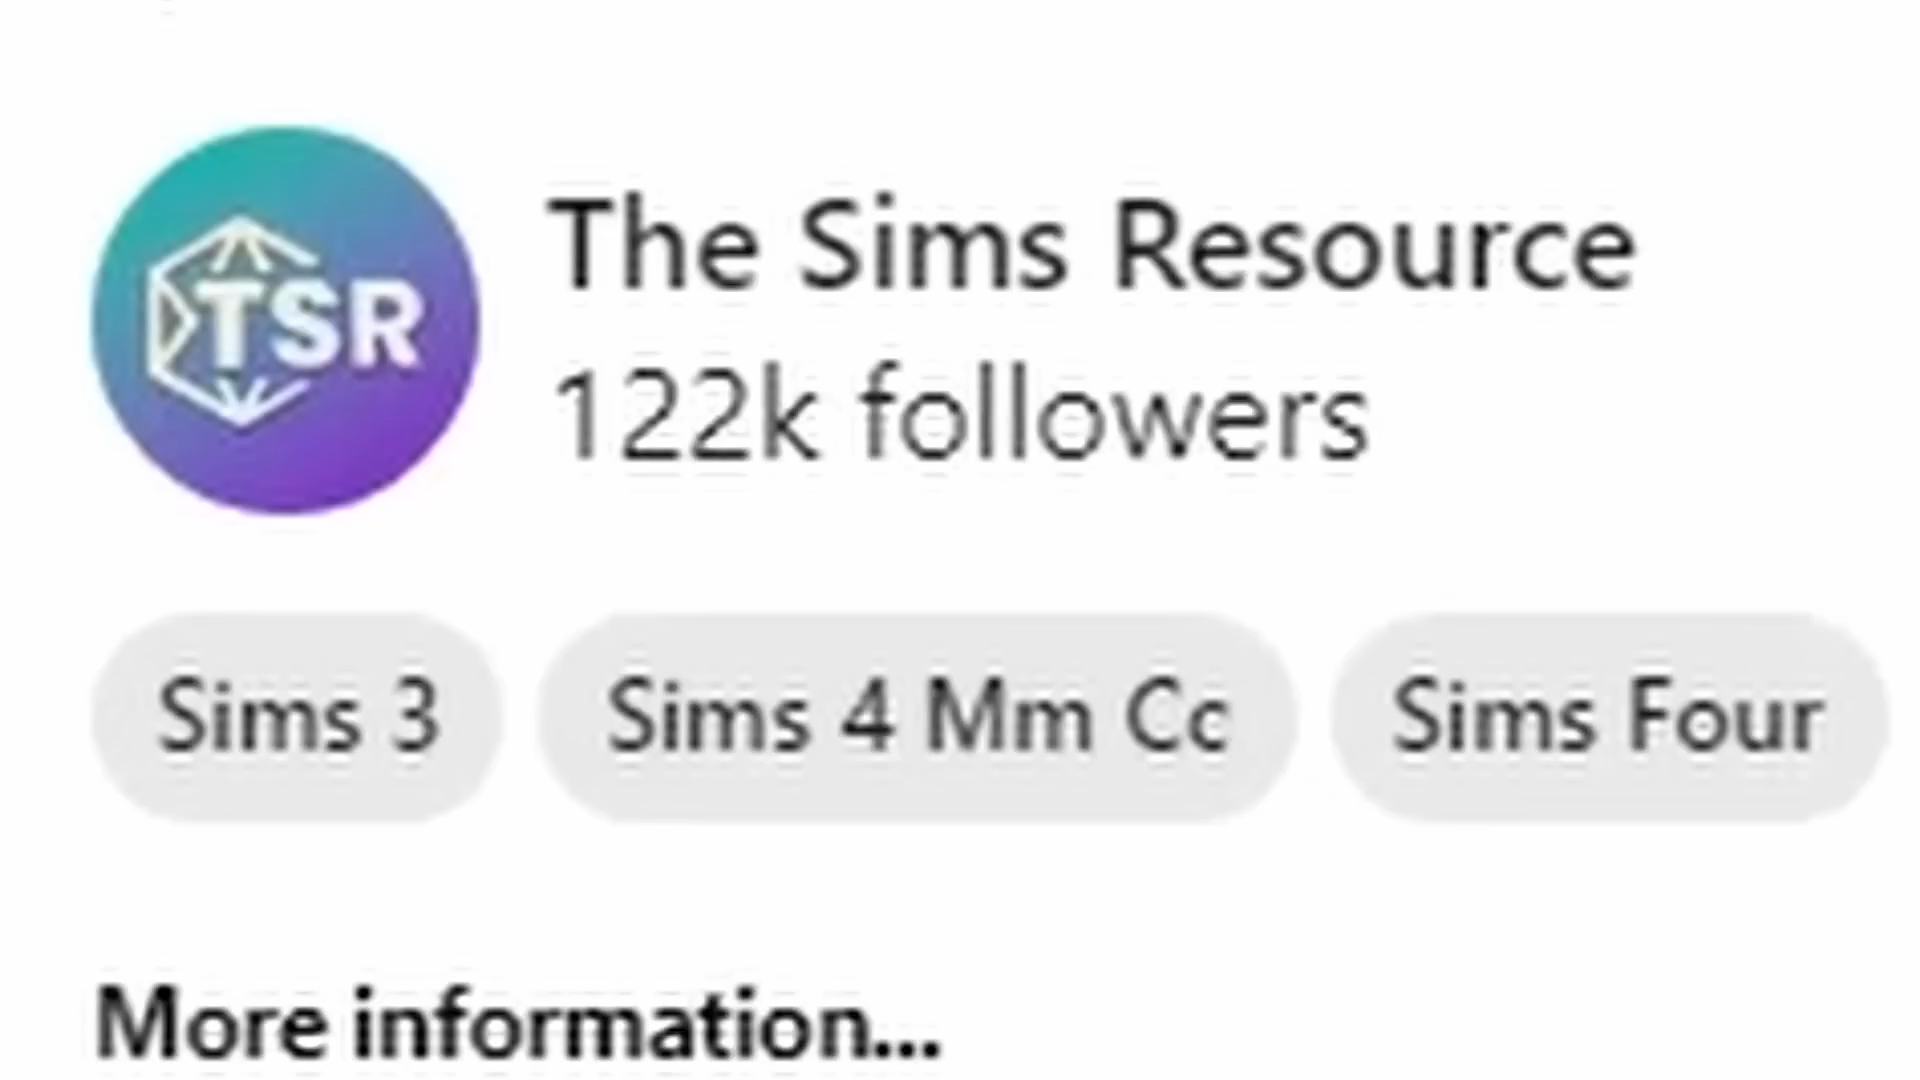 TSR
The Sims Resource
122k followers
Sims 3 Sims 4 Mm Cc Sims Four
More information...